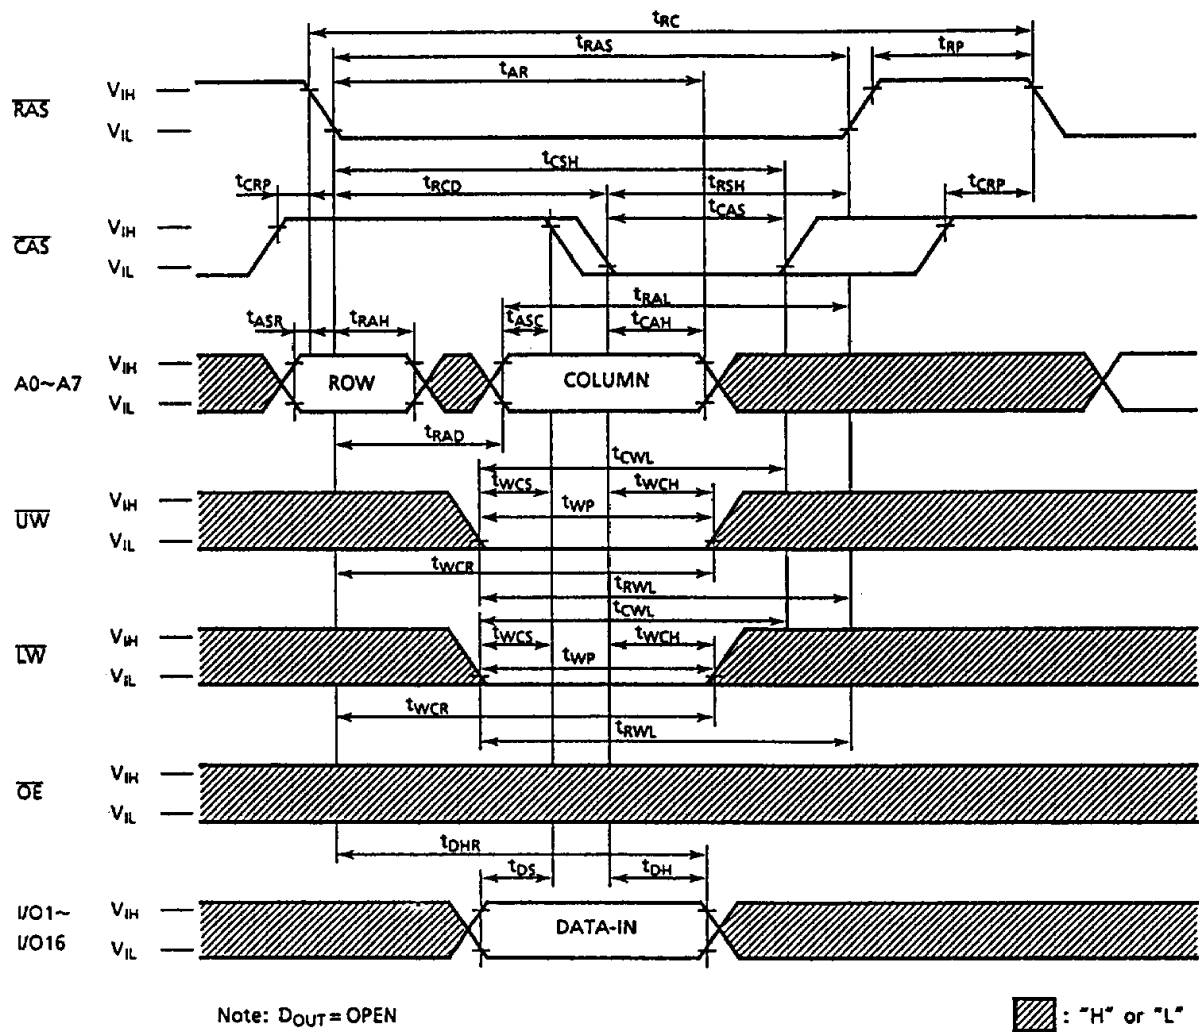 tRC
tRAS tRP
tAR
RAS VIH
VIL
tCSH
tCRP tRCD tRSH tCRP
tCAS
CAS VIH
VIL
tRAL
tASR tRAH tASC tCAH
A0~A7 VIH
VIL
ROW COLUMN
tRAD
tCWL
tWCS tWCH
UW VIH
VIL
tWP
tWCR
tRWL
tCWL
LW VIH
VIL
tWCS tWCH
tWP
tWCR
tRWL
OE VIH
VIL
tDHR
tDS tDH
I/O1~
I/O16
VIH
VIL
DATA-IN
Note: DOUT = OPEN
: "H" or "L"